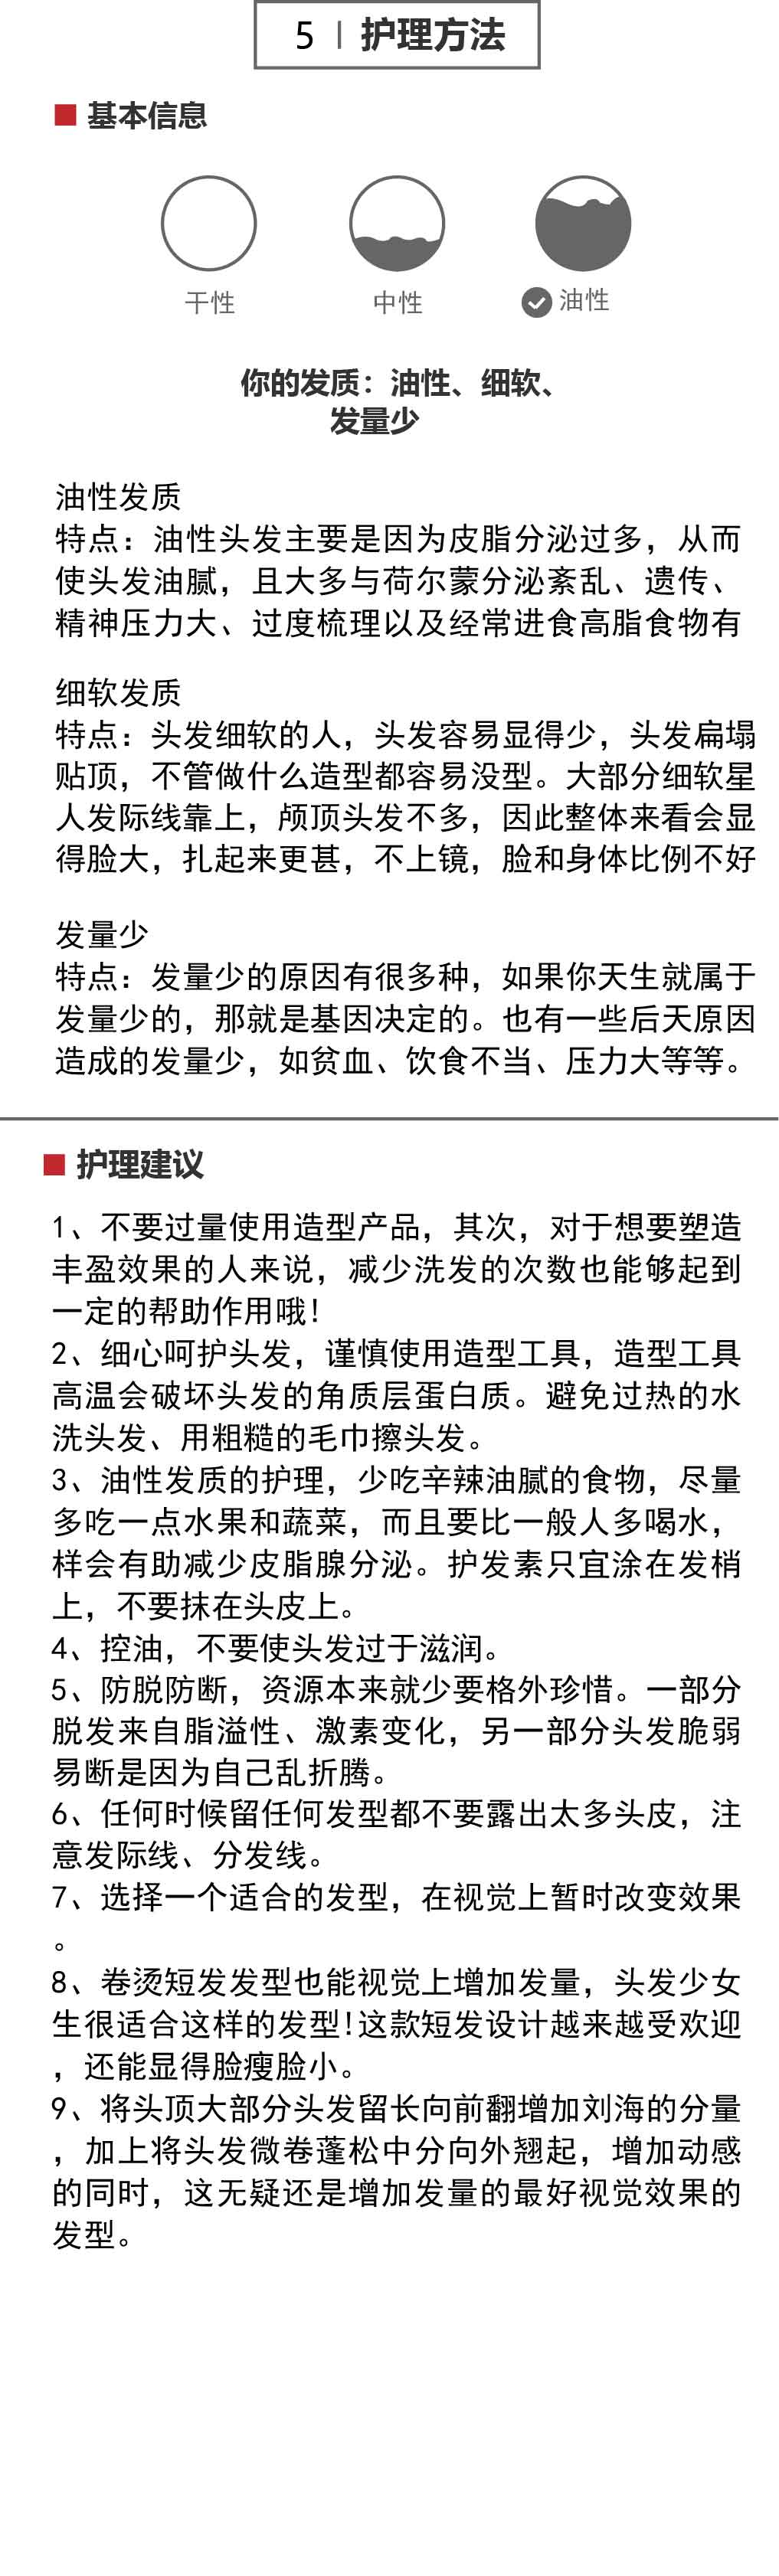 5 | 护理方法
基本信息
干性 中性 油性
你的发质：油性、细软、
发量少
油性发质
特点：油性头发主要是因为皮脂分泌过多，从而
使头发油腻，且大多与荷尔蒙分泌紊乱、遗传、
精神压力大、过度梳理以及经常进食高脂食物有
细软发质
特点：头发细软的人，头发容易显得少，头发扁塌
贴顶，不管做什么造型都容易没型。大部分细软星
人发际线靠上，颅顶头发不多，因此整体来看会显
得脸大，扎起来更甚，不上镜，脸和身体比例不好
发量少
特点：发量少的原因有很多种，如果你天生就属于
发量少的，那就是基因决定的。也有一些后天原因
造成的发量少，如贫血、饮食不当、压力大等等。
护理建议
1、不要过量使用造型产品，其次，对于想要塑造
丰盈效果的人来说，减少洗发的次数也能够起到
一定的帮助作用哦!
2、细心呵护头发，谨慎使用造型工具，造型工具
高温会破坏头发的角质层蛋白质。避免过热的水
洗头发、用粗糙的毛巾擦头发。
3、油性发质的护理，少吃辛辣油腻的食物，尽量
多吃一点水果和蔬菜，而且要比一般人多喝水，
样会有助减少皮脂腺分泌。护发素只宜涂在发梢
上，不要抹在头皮上。
4、控油，不要使头发过于滋润。
5、防脱防断，资源本来就少要格外珍惜。一部分
脱发来自脂溢性、激素变化，另一部分头发脆弱
易断是因为自己乱折腾。
6、任何时候留任何发型都不要露出太多头皮，注
意发际线、分发线。
7、选择一个适合的发型，在视觉上暂时改变效果
。
8、卷烫短发发型也能视觉上增加发量，头发少女
生很适合这样的发型!这款短发设计越来越受欢迎
，还能显得脸瘦脸小。
9、将头顶大部分头发留长向前翻增加刘海的分量
，加上将头发微卷蓬松中分向外翘起，增加动感
的同时，这无疑还是增加发量的最好视觉效果的
发型。